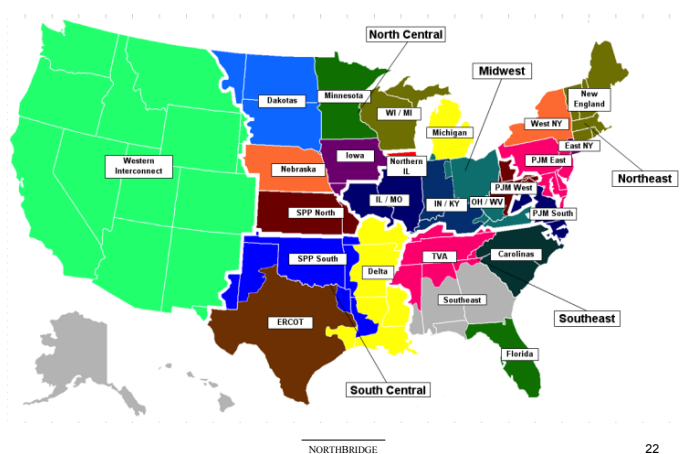 North Central
Midwest
Dakotas
Minnesota
WI / MI
Michigan
New
England
West NY
East NY
Western
Interconnect
Nebraska
Iowa
Northern
IL
PJM East
Northeast
IL / MO
IN / KY
OH / WV
PJM West
SPP North
PJM South
SPP South
Delta
TVA
Carolinas
Southeast
ERCOT
Southeast
Florida
South Central
NORTHBRIDGE
22